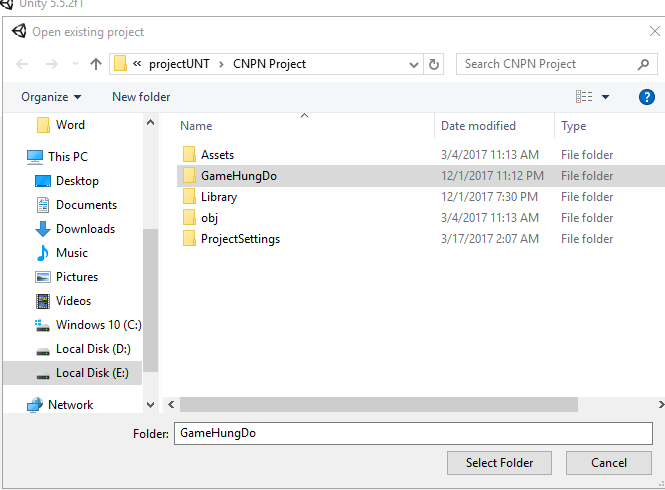 Unity 5.5.2f1
Open existing project
« projectUNT > CNPN Project
Search CNPN Project
Organize
New folder
Word
This PC
Desktop
Documents
Downloads
Music
Pictures
Videos
Windows 10 (C:)
Local Disk (D:)
Local Disk (E:)
Network
Name Date modified Type
Assets 3/4/2017 11:13 AM File folder
GameHungDo 12/1/2017 11:12 PM File folder
Library 12/1/2017 7:30 PM File folder
obj 3/4/2017 11:13 AM File folder
ProjectSettings 3/17/2017 2:07 AM File folder
Folder: GameHungDo
Select Folder
Cancel